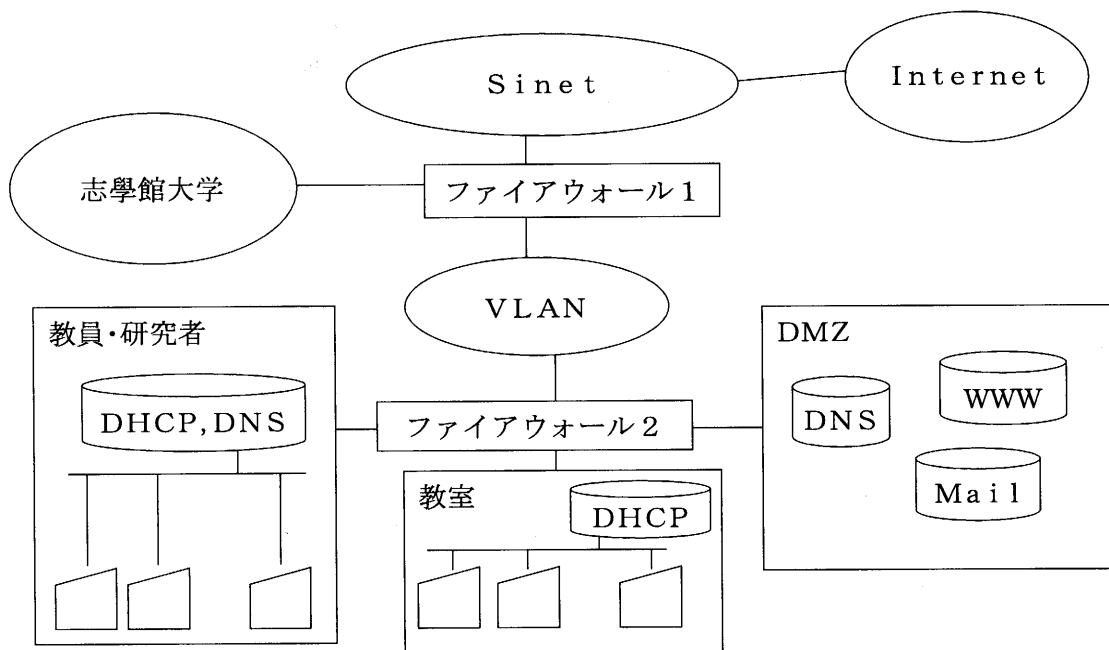 Sinet
Internet
志學館大学
ファイアウォール1
VLAN
教員・研究者
DHCP,DNS
ファイアウォール2
DMZ
DNS
WWW
Mail
教室
DHCP